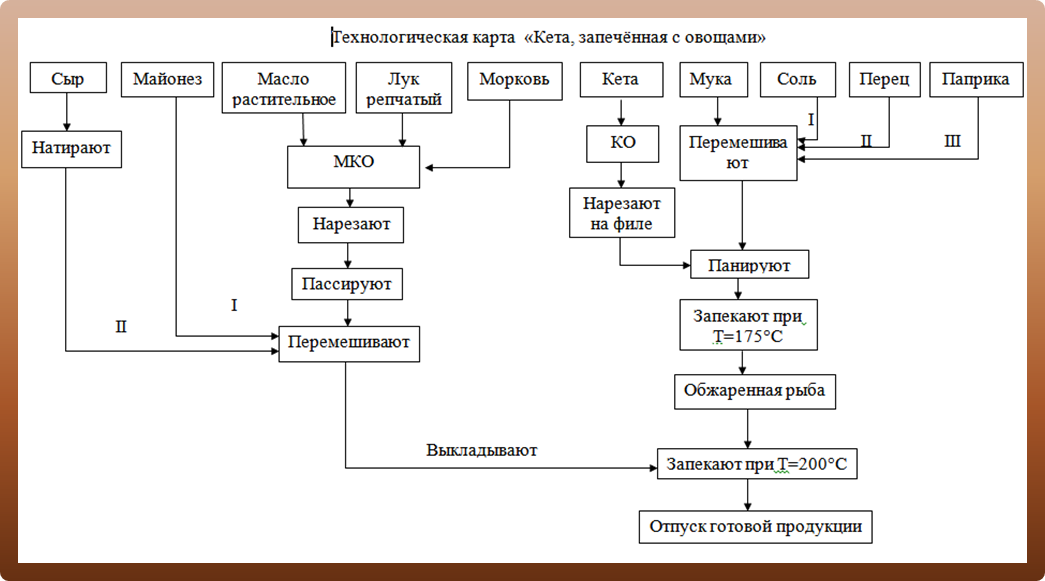 Технологическая карта «Кета, запечённая с овощами»
Сыр
Майонез
Масло
растительное
Лук
репчатый
Морковь
Кета
Мука
Соль
Перец
Паприка
I
II
III
Натирают
МКО
КО
Перемешива
ют
Нарезают
Нарезают
на филе
Панируют
Пассируют
I
II
Перемешивают
Запекают при
Т=175°С
Обжаренная рыба
Выкладывают
Запекают при Т=200°С
Отпуск готовой продукции